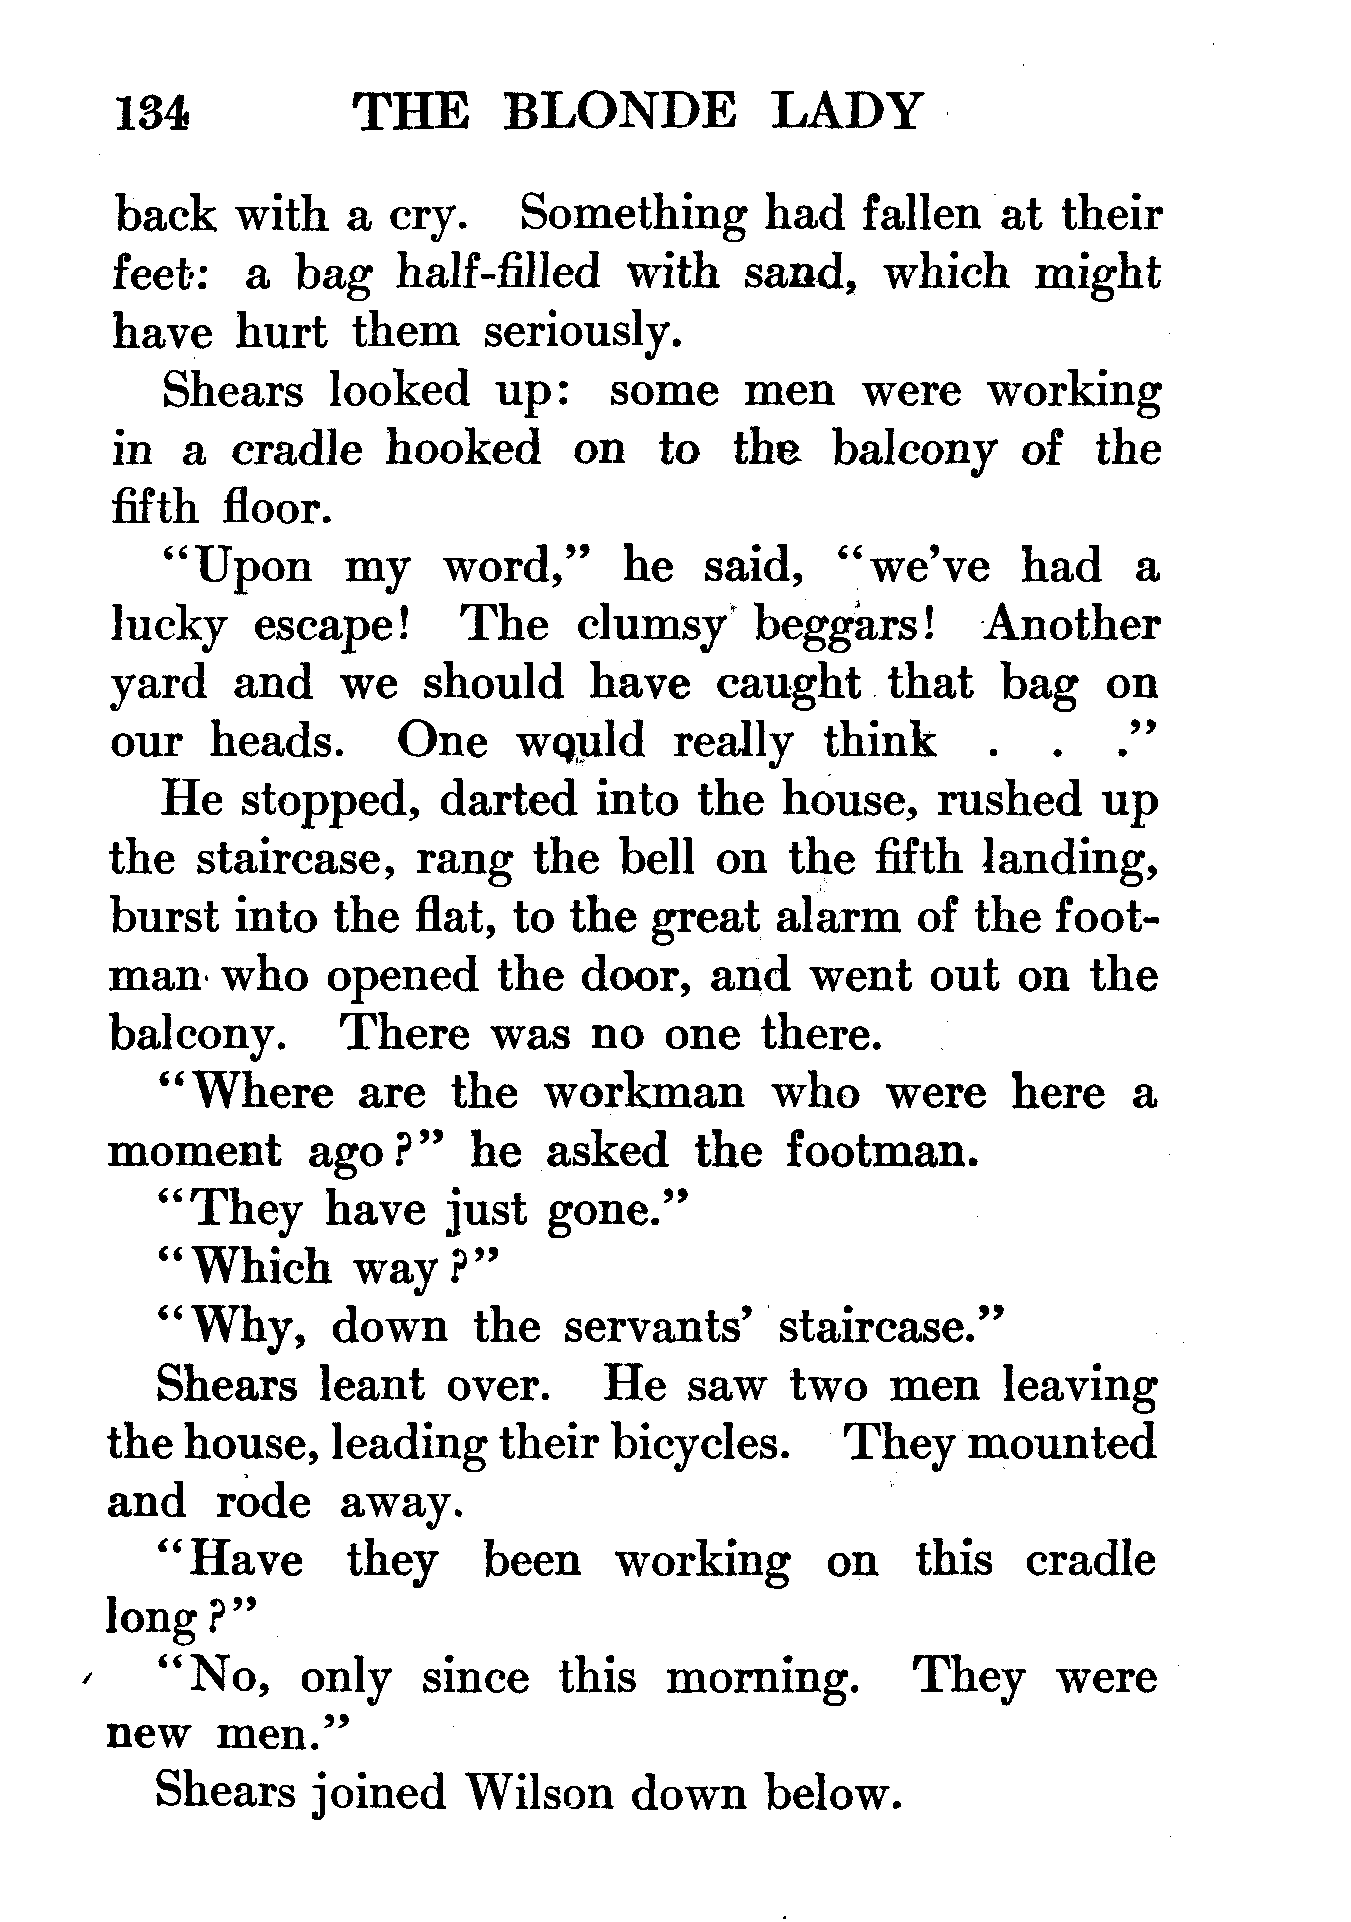 134 THE BLONDE LADY
back with a cry. Something had fallen at their
feet: a bag half-filled with sand, which might
have hurt them seriously.
Shears looked up: some men were working
in a cradle hooked on to the balcony of the
fifth floor.
“Upon my word,” he said, “we’ve had a
lucky escape! The clumsy beggars! Another
yard and we should have caught that bag on
our heads. One would really think . . .”
He stopped, darted into the house, rushed up
the staircase, rang the bell on the fifth landing,
burst into the flat, to the great alarm of the foot-
man who opened the door, and went out on the
balcony. There was no one there.
“Where are the workman who were here a
moment ago?” he asked the footman.
“They have just gone.”
“Which way?”
“Why, down the servants’ staircase.”
Shears leant over. He saw two men leaving
the house, leading their bicycles. They mounted
and rode away.
“Have they been working on this cradle
long?”
“No, only since this morning. They were
new men.”
Shears joined Wilson down below.